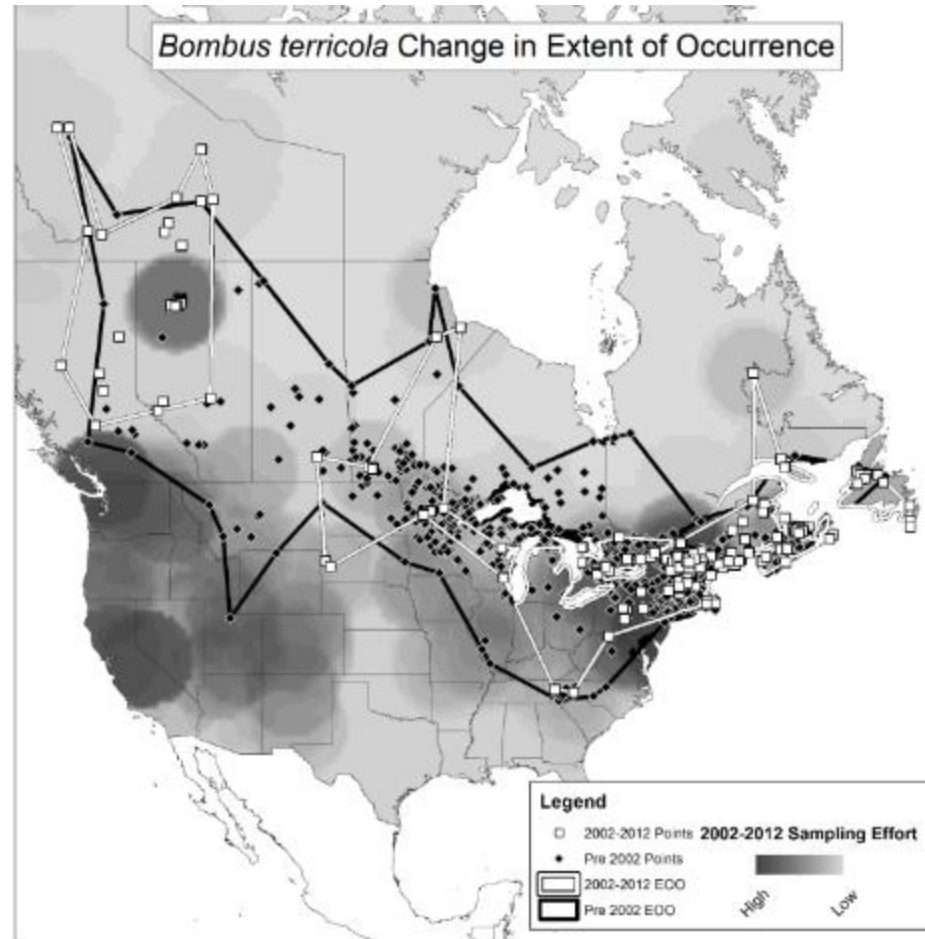 Bombus terricola Change in Extent of Occurrence
Legend
2002-2012 Points
Pre 2002 Points
2002-2012 EOO
Pre 2002 EOO
2002-2012 Sampling Effort
High
Low